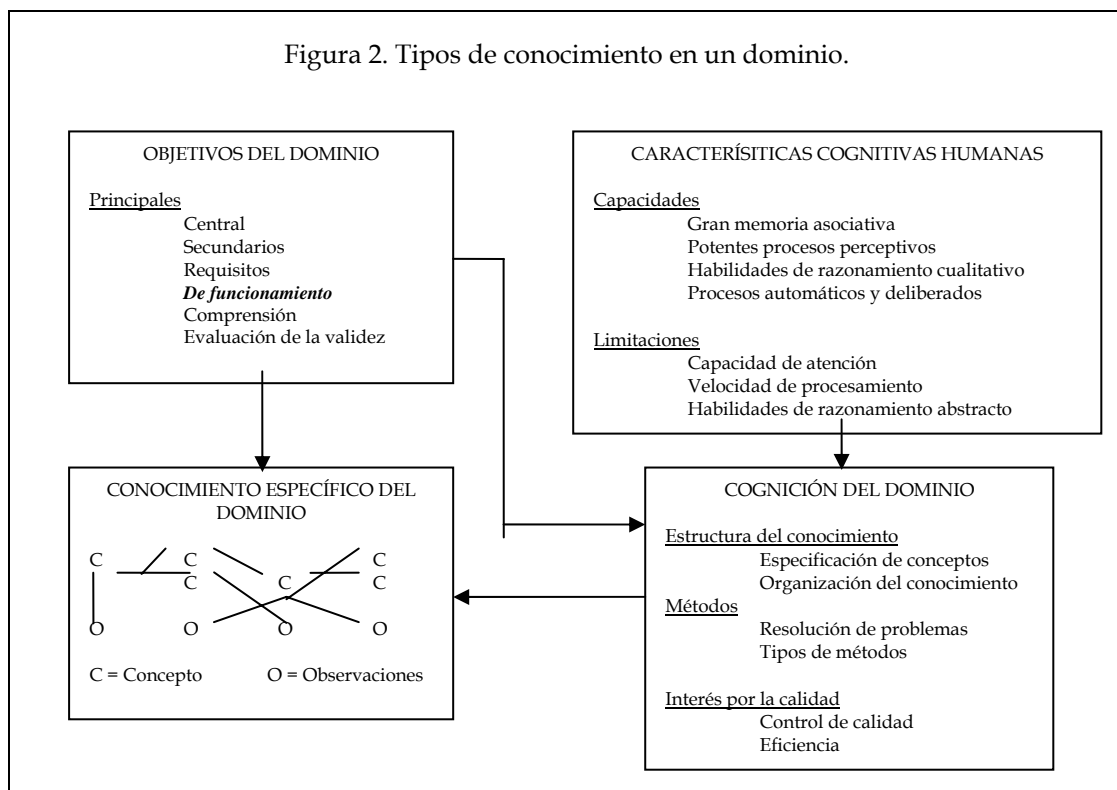 Figura 2. Tipos de conocimiento en un dominio.
OBJETIVOS DEL DOMINIO
Principales
Central
Secundarios
Requisitos
De funcionamiento
Comprensión
Evaluación de la validez
CARACTERÍSITICAS COGNITIVAS HUMANAS
Capacidades
Gran memoria asociativa
Potentes procesos perceptivos
Habilidades de razonamiento cualitativo
Procesos automáticos y deliberados
Limitaciones
Capacidad de atención
Velocidad de procesamiento
Habilidades de razonamiento abstracto
CONOCIMIENTO ESPECÍFICO DEL
DOMINIO
C C C
C C C
O O O O
C = Concepto O = Observaciones
COGNICIÓN DEL DOMINIO
Estructura del conocimiento
Especificación de conceptos
Organización del conocimiento
Métodos
Resolución de problemas
Tipos de métodos
Interés por la calidad
Control de calidad
Eficiencia